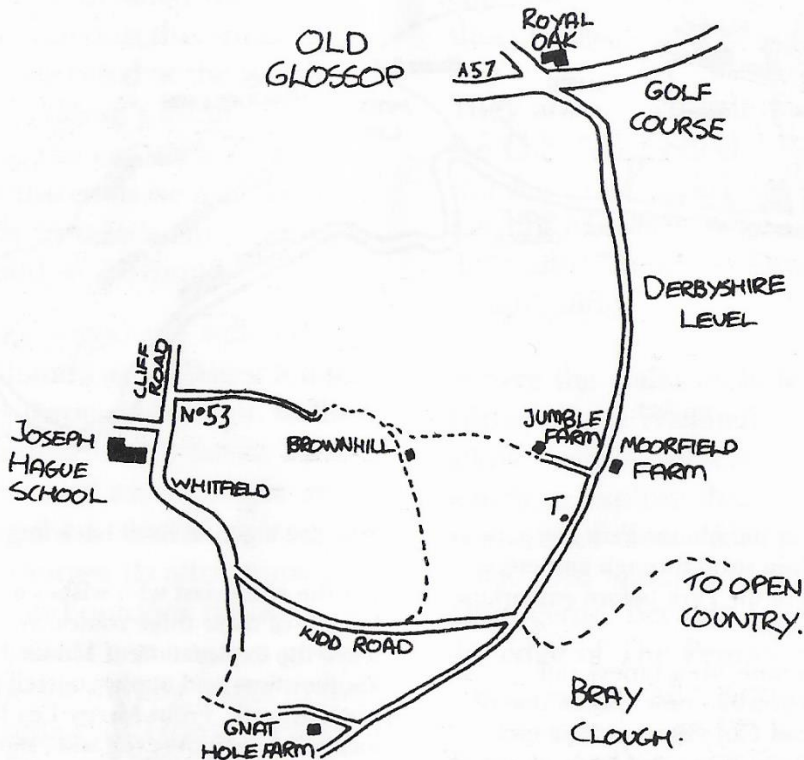 ROYAL
OAK
OLD
GLOSSOP
A57
GOLF
COURSE
DERBYSHIRE
LEVEL
CLIFF
ROAD
Nº53
JOSEPH
HAGUE
SCHOOL
WHITFIELD
BROWNHILL
JUMBLE
FARM
MOORFIELD
FARM
T
TO OPEN
COUNTRY.
KIDD ROAD
BRAY
CLOUGH.
GNAT
HOLE FARM